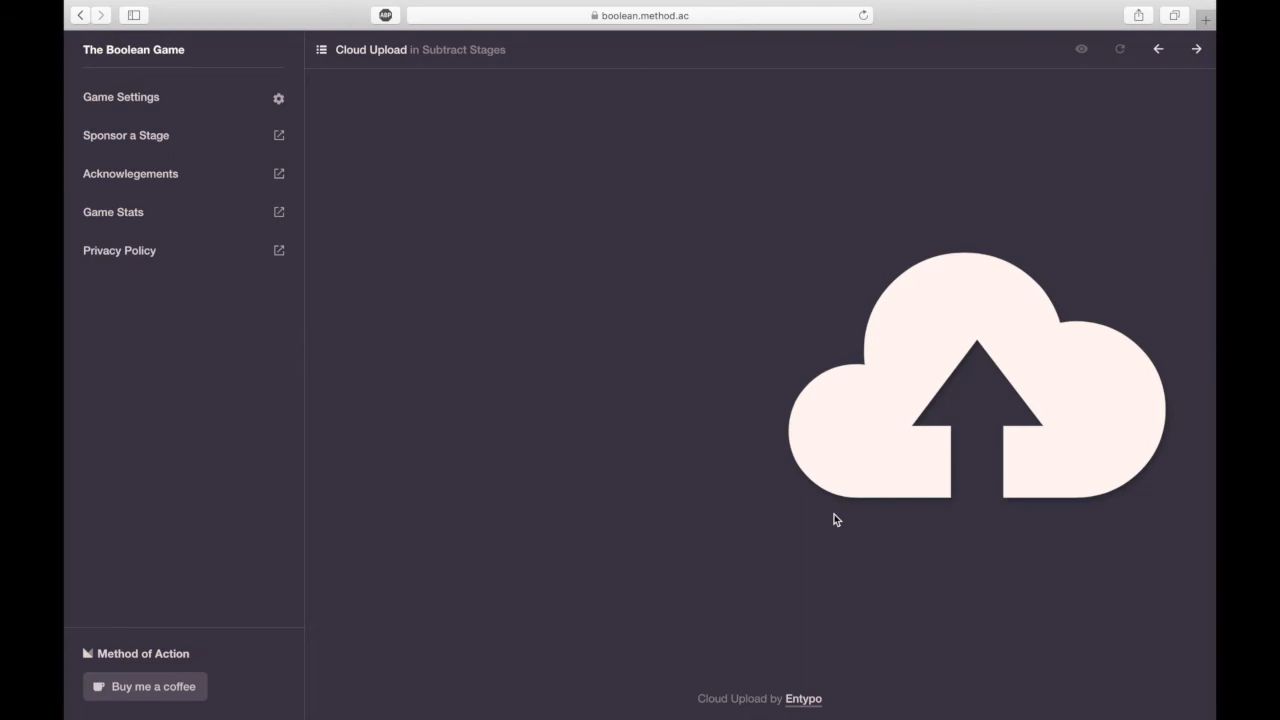 ABP
boolean.method.ac
The Boolean Game
Cloud Upload in Subtract Stages
Game Settings
Sponsor a Stage
Acknowlegements
Game Stats
Privacy Policy
Method of Action
Buy me a coffee
Cloud Upload by Entypo